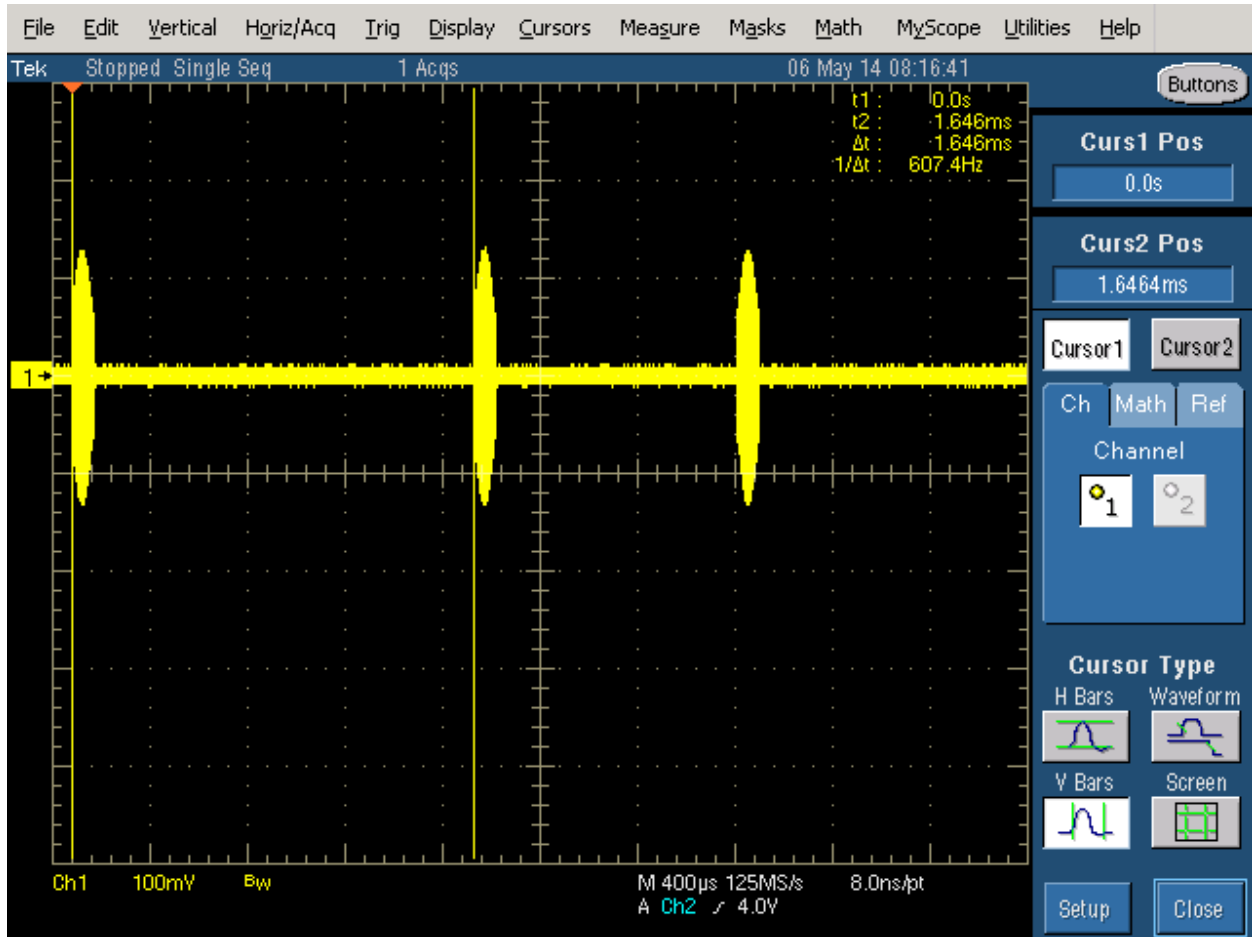 File Edit Vertical Horiz/Acq Trig Display Cursors Measure Masks Math MyScope Utilities Help
Tek Stopped Single Seq 1 Acqs 06 May 14 08:16:41
Buttons
t1 : 0.0s
t2 : 1.646ms
Δt : 1.646ms
1/Δt : 607.4Hz
Curs1 Pos
0.0s
Curs2 Pos
1.6464ms
Cursor1 Cursor2
1
Ch Math Ref
Channel
1 2
Cursor Type
H Bars Waveform
V Bars Screen
Ch1 100mV BW M 400µs 125MS/s 8.0ns/pt
A Ch2 4.0V
Setup Close